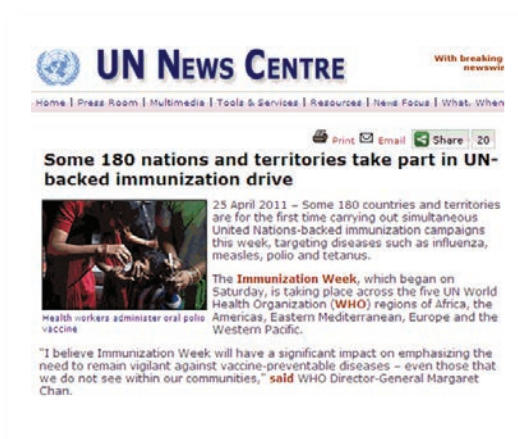 UN NEWS CENTRE
With breaking
newswir
Home | Press Room | Multimedia | Tools & Services | Resources | News Focus | What, When
Print Email Share 20
Some 180 nations and territories take part in UN-
backed immunization drive
25 April 2011 – Some 180 countries and territories
are for the first time carrying out simultaneous
United Nations-backed immunization campaigns
this week, targeting diseases such as influenza,
measles, polio and tetanus.
The Immunization Week, which began on
Saturday, is taking place across the five UN World
Health Organization (WHO) regions of Africa, the
Americas, Eastern Mediterranean, Europe and the
Western Pacific.
Health workers administer oral polio
vaccine
"I believe Immunization Week will have a significant impact on emphasizing the
need to remain vigilant against vaccine-preventable diseases – even those that
we do not see within our communities," said WHO Director-General Margaret
Chan.